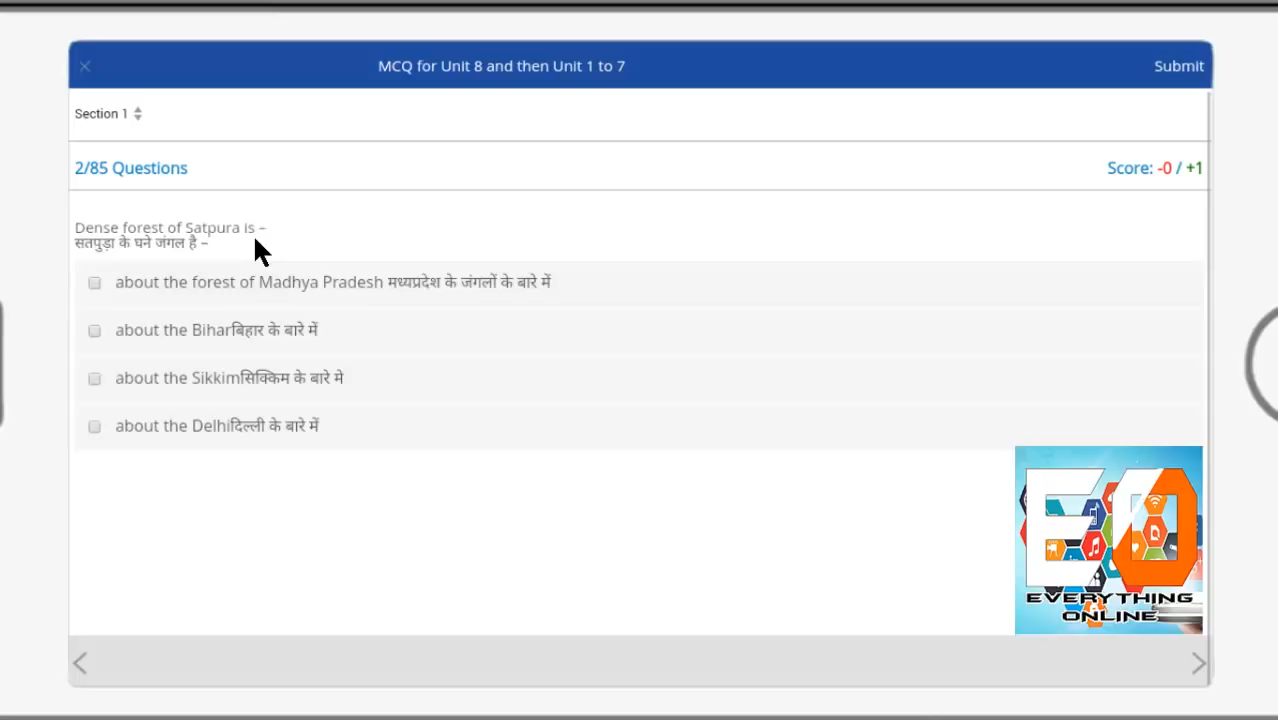 MCQ for Unit 8 and then Unit 1 to 7
Submit
Section 1
2/85 Questions
Score: -0 / +1
Dense forest of Satpura is –
सतपुड़ा के घने जंगल है –
about the forest of Madhya Pradesh मध्यप्रदेश के जंगलों के बारे में
about the Biharबिहार के बारे में
about the Sikkimसिक्किम के बारे मे
about the Delhiदिल्ली के बारे में
EO
EVERYTHING
ONLINE